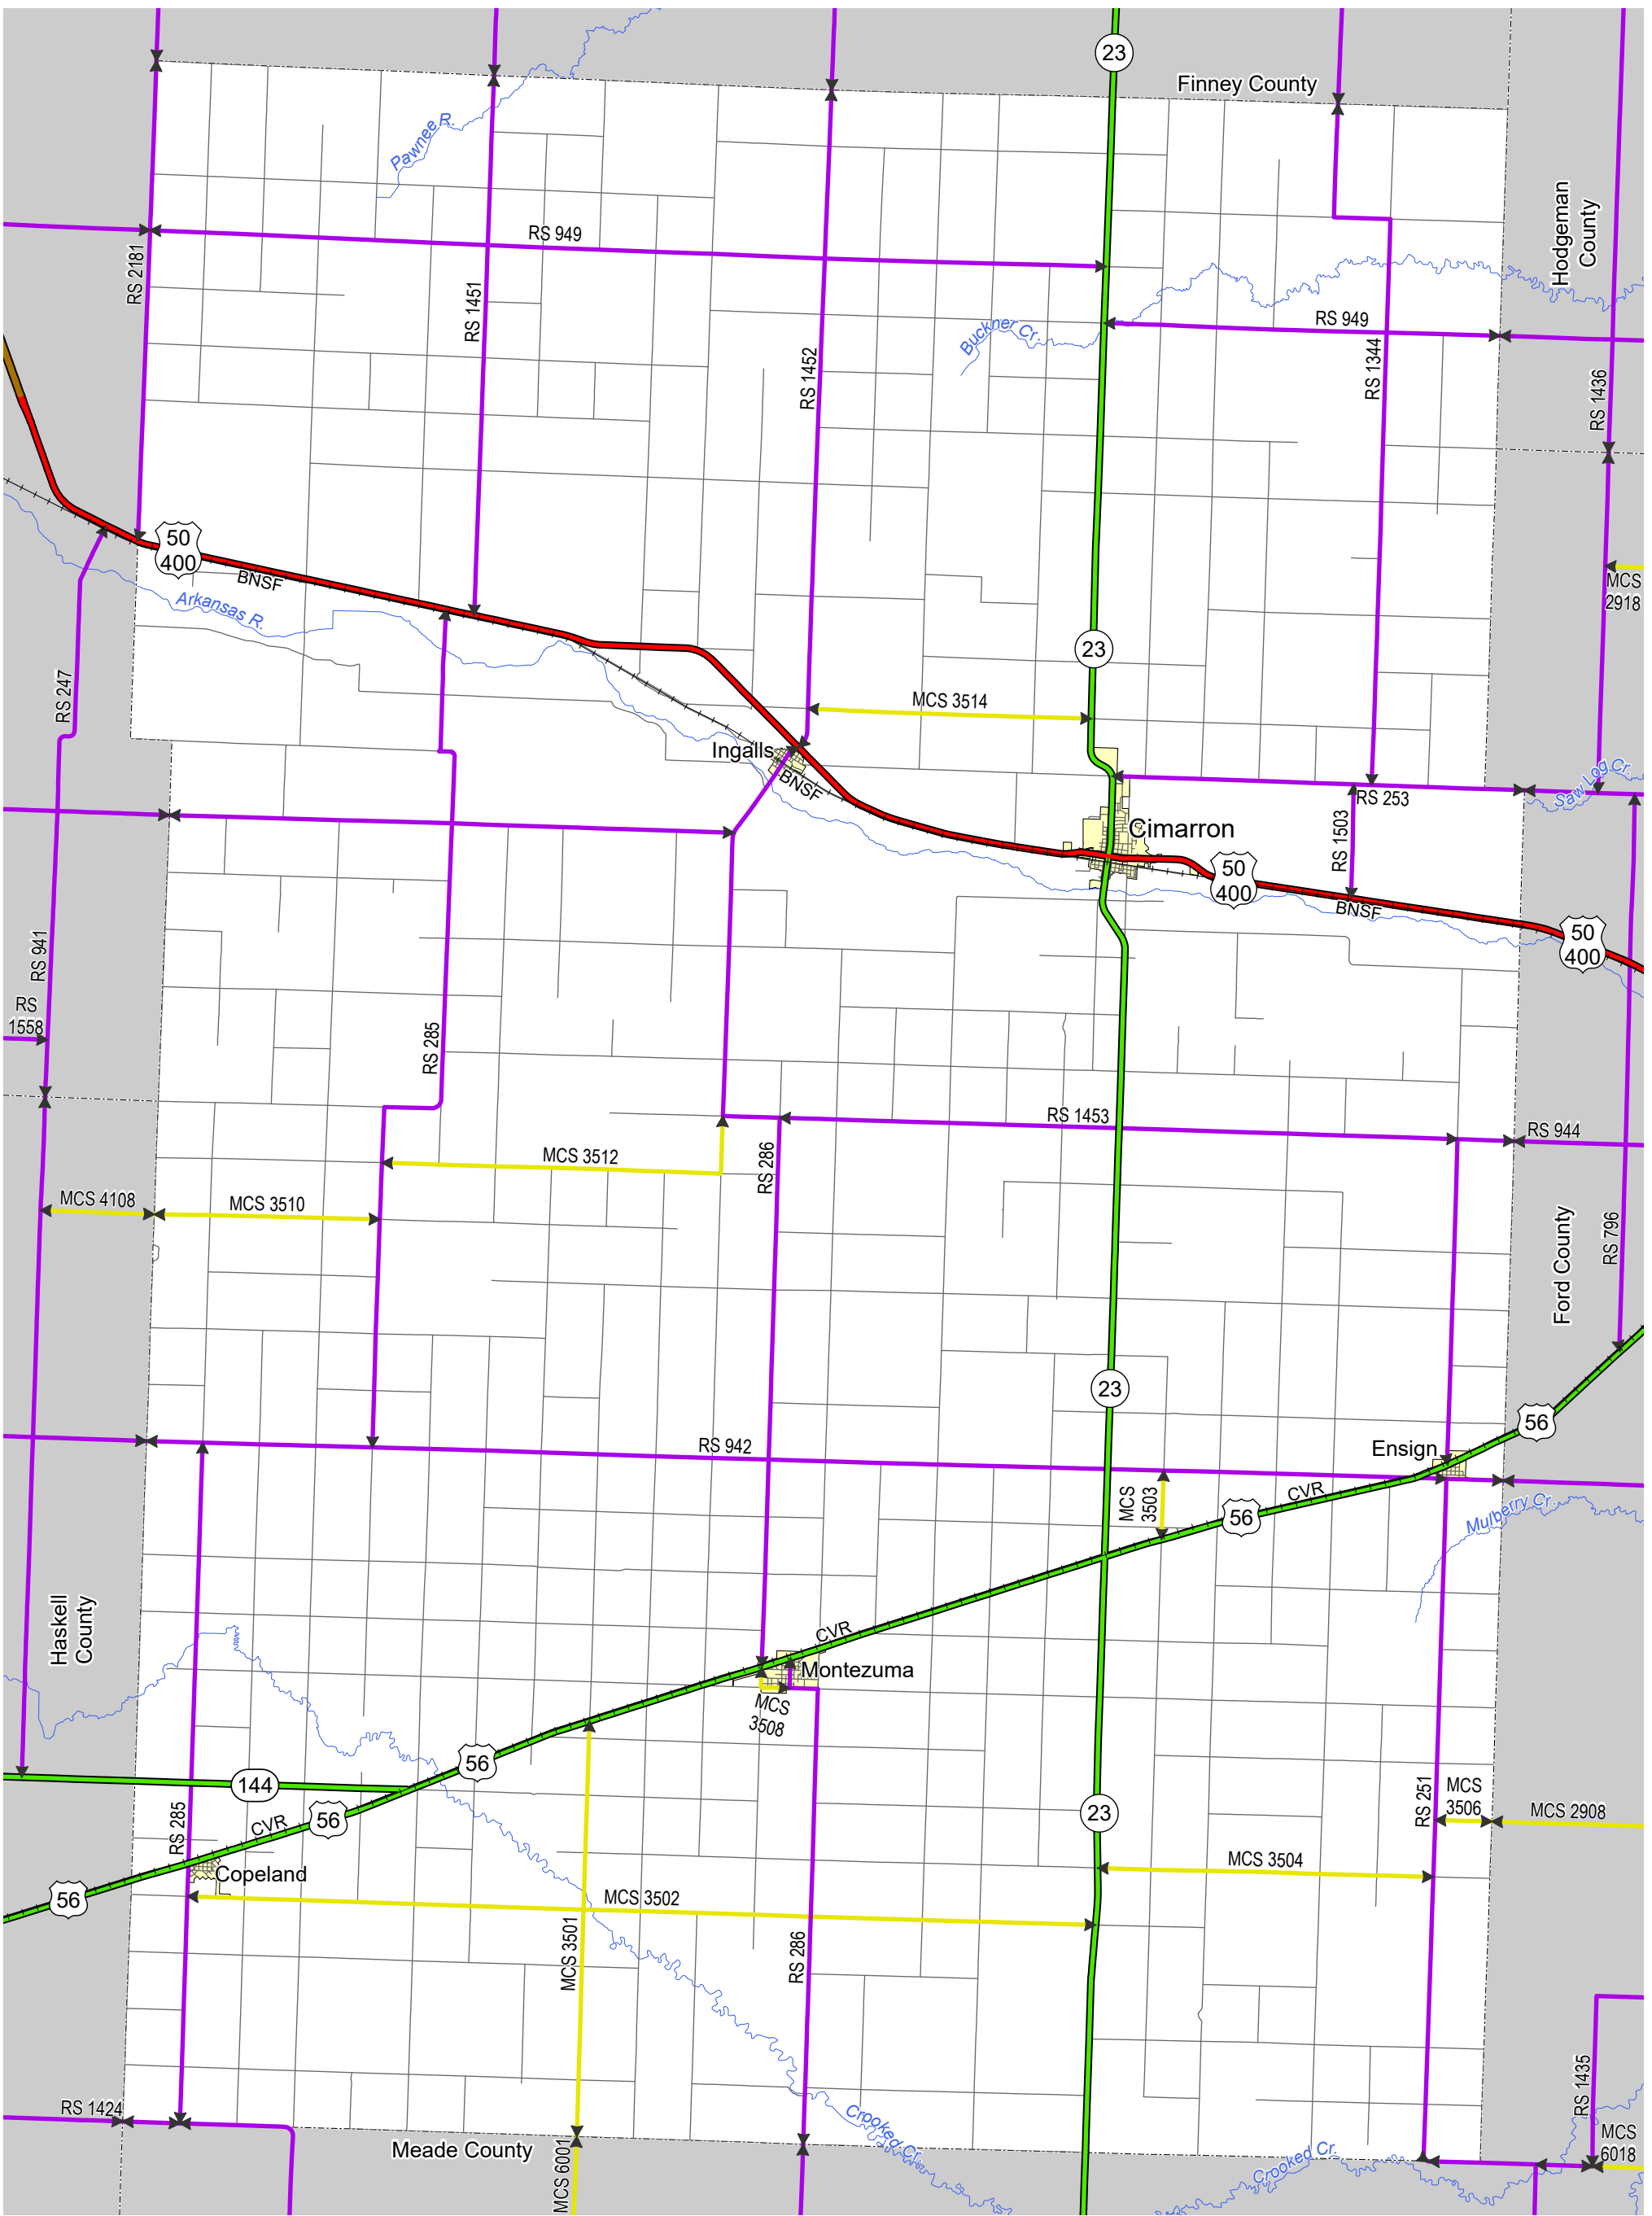 23
Finney County
Pawnee R.
Hodgeman
County
RS 949
RS 2181
RS 1451
Buckner Cr.
RS 949
RS 1452
RS 1344
RS 1436
50
400
BNSF
Arkansas R.
MCS
2918
RS 247
23
MCS 3514
Ingalls
BNSF
Saw Log Cr.
RS 253
RS 1503
Cimarron
50
400
BNSF
50
400
RS 941
RS
1558
RS 285
RS 1453
RS 944
MCS 3512
RS 286
MCS 4108
MCS 3510
RS 796
Ford County
23
56
RS 942
Ensign
MCS
3503
CVR
56
Mulberry Cr.
Haskell
County
CVR
Montezuma
MCS
3508
56
144
56
CVR
RS 285
23
RS 251
MCS
3506
MCS 2908
Copeland
56
MCS 3504
MCS 3502
MCS 3501
RS 286
RS 1435
RS 1424
Meade County
MCS 6001
Crooked Cr.
Crooked Cr.
MCS
6018